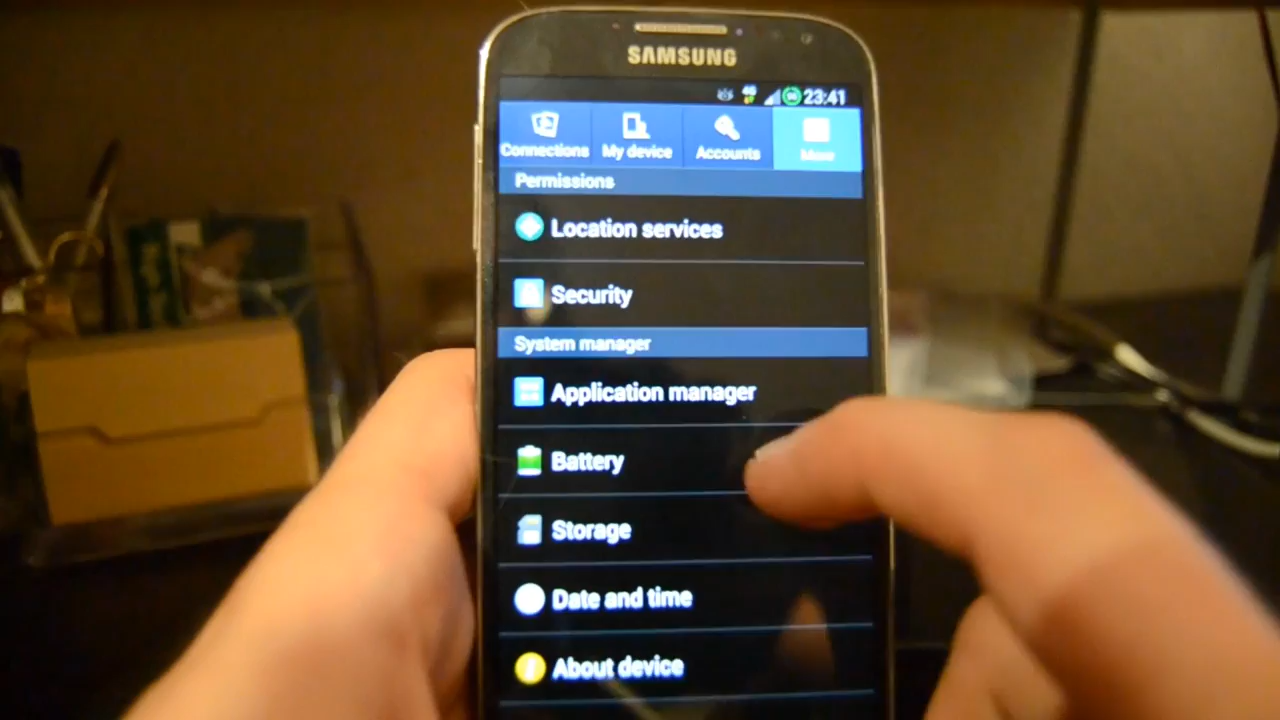 SAMSUNG
4G 23:41
Connections My device Accounts More
Permissions
Location services
Security
System manager
Application manager
Battery
Storage
Date and time
About device